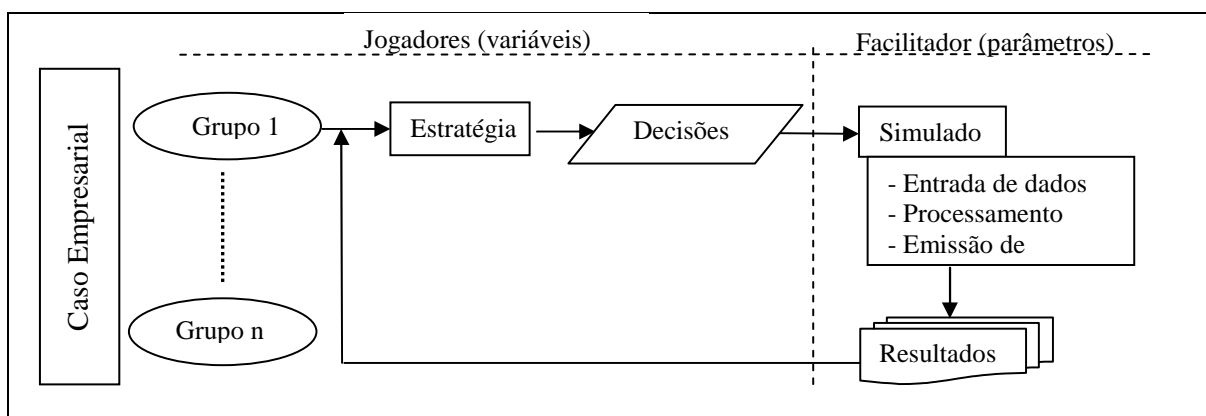 Jogadores (variáveis)
Facilitador (parâmetros)
Caso Empresarial
Grupo 1
Estratégia
Decisões
Simulado
- Entrada de dados
- Processamento
- Emissão de
Grupo n
Resultados